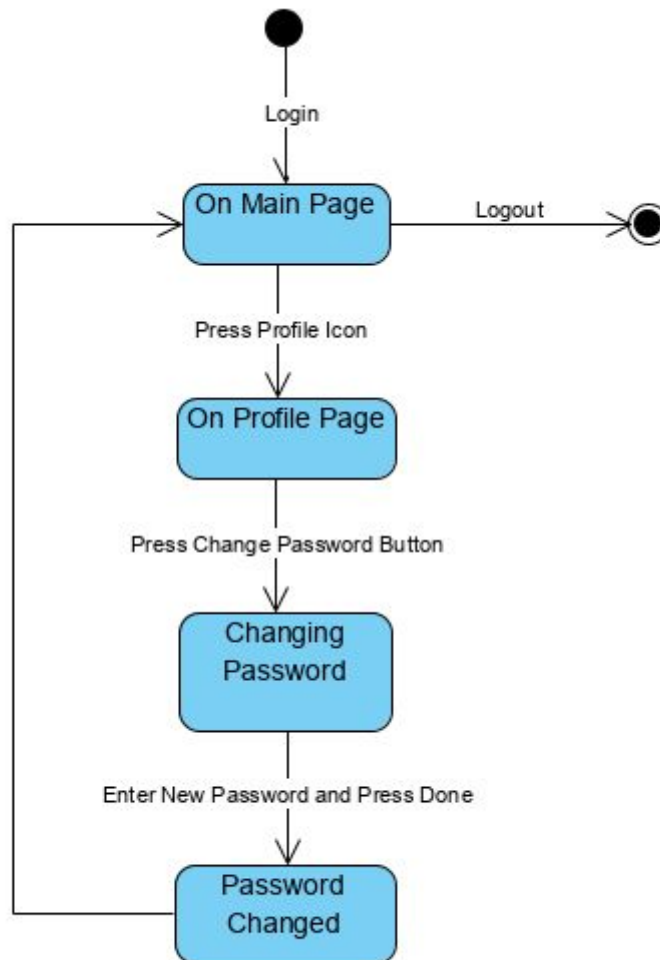 Login
On Main Page
Logout
Press Profile Icon
On Profile Page
Press Change Password Button
Changing
Password
Enter New Password and Press Done
Password
Changed